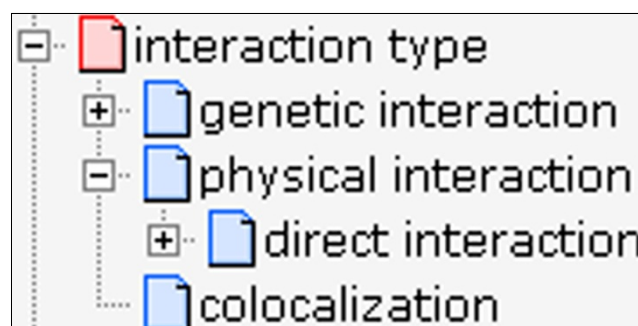 interaction type
genetic interaction
physical interaction
direct interaction
colocalization